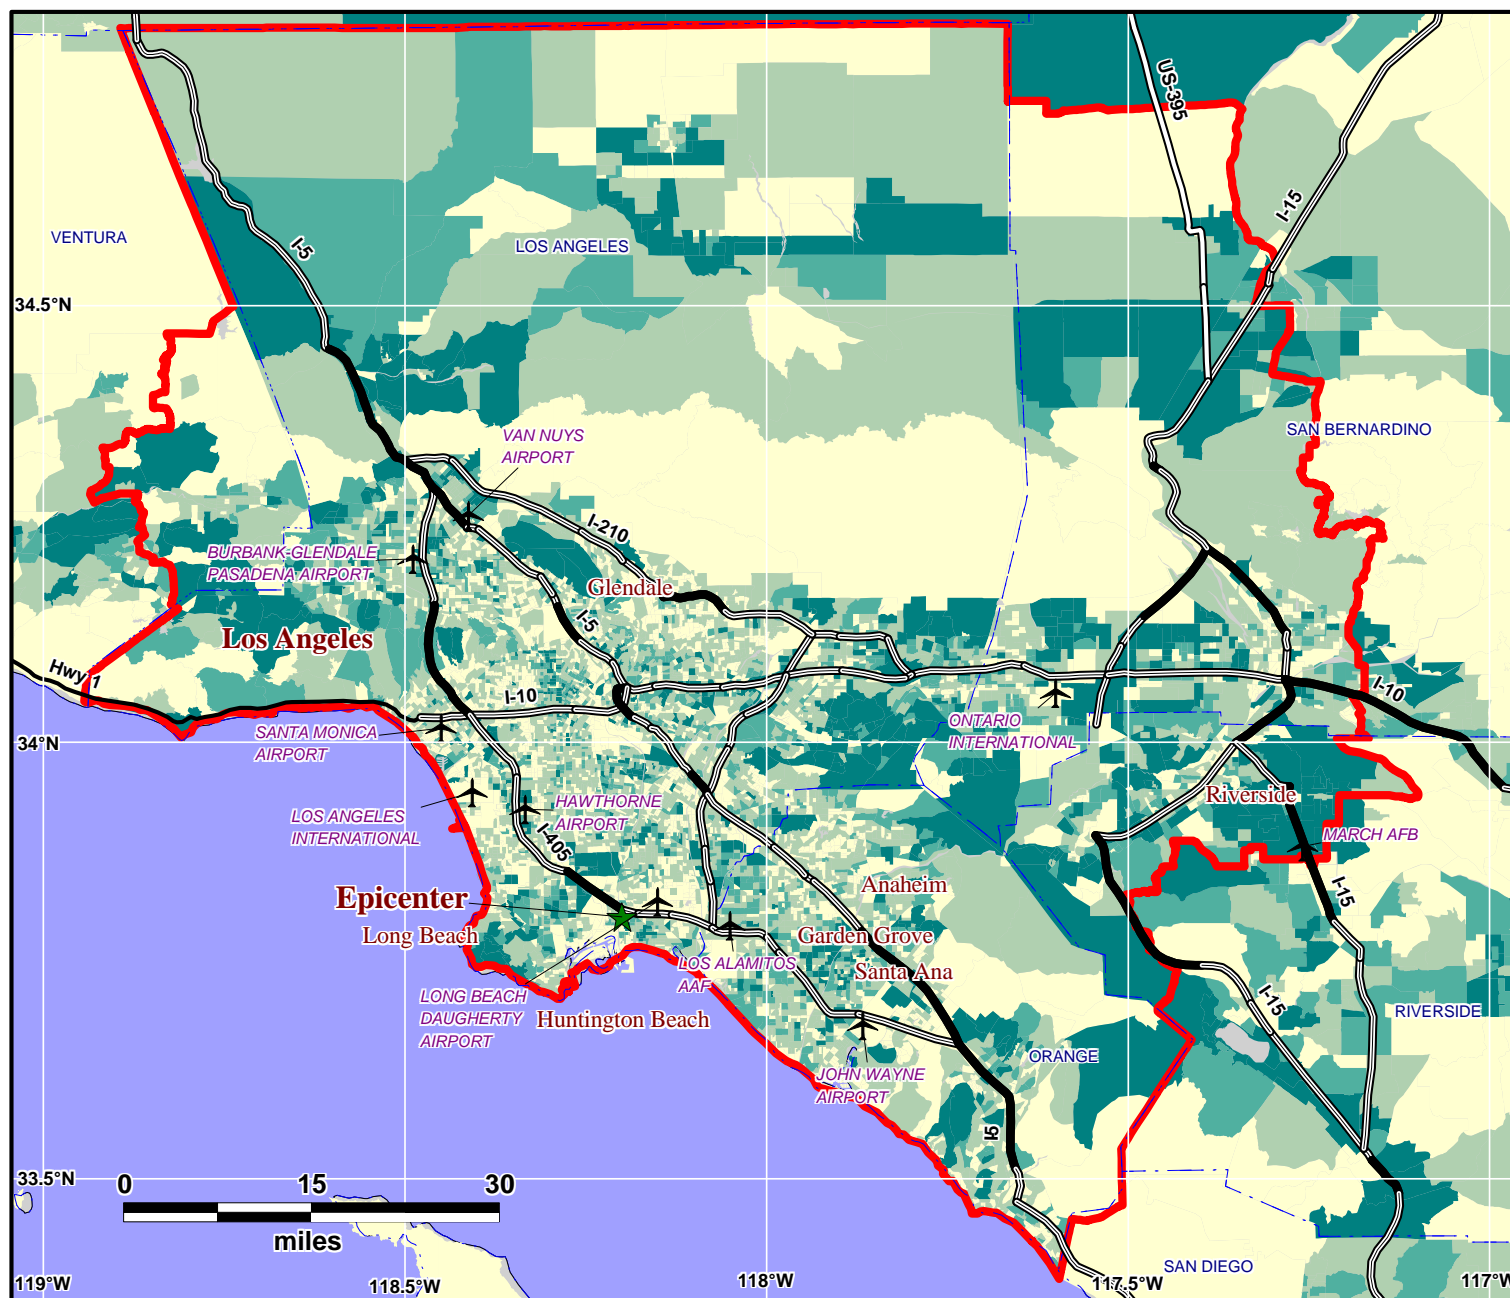 US-395
I-15
I-5
VENTURA
LOS ANGELES
34.5°N
SAN BERNARDINO
VAN NUYS
AIRPORT
I-210
BURBANK-GLENDALE
PASADENA AIRPORT
Glendale
I-5
Los Angeles
Hwy 1
I-10
I-10
SANTA MONICA
AIRPORT
ONTARIO
INTERNATIONAL
34°N
LOS ANGELES
INTERNATIONAL
HAWTHORNE
AIRPORT
Riverside
MARCH AFB
I-405
Epicenter
Anaheim
I-15
Long Beach
Garden Grove
LOS ALAMITOS
AAF
Santa Ana
LONG BEACH
DAUGHERTY
AIRPORT
Huntington Beach
I-15
RIVERSIDE
ORANGE
JOHN WAYNE
AIRPORT
I5
33.5°N
0 15 30
miles
SAN DIEGO
119°W
118.5°W
118°W
117.5°W
117°W